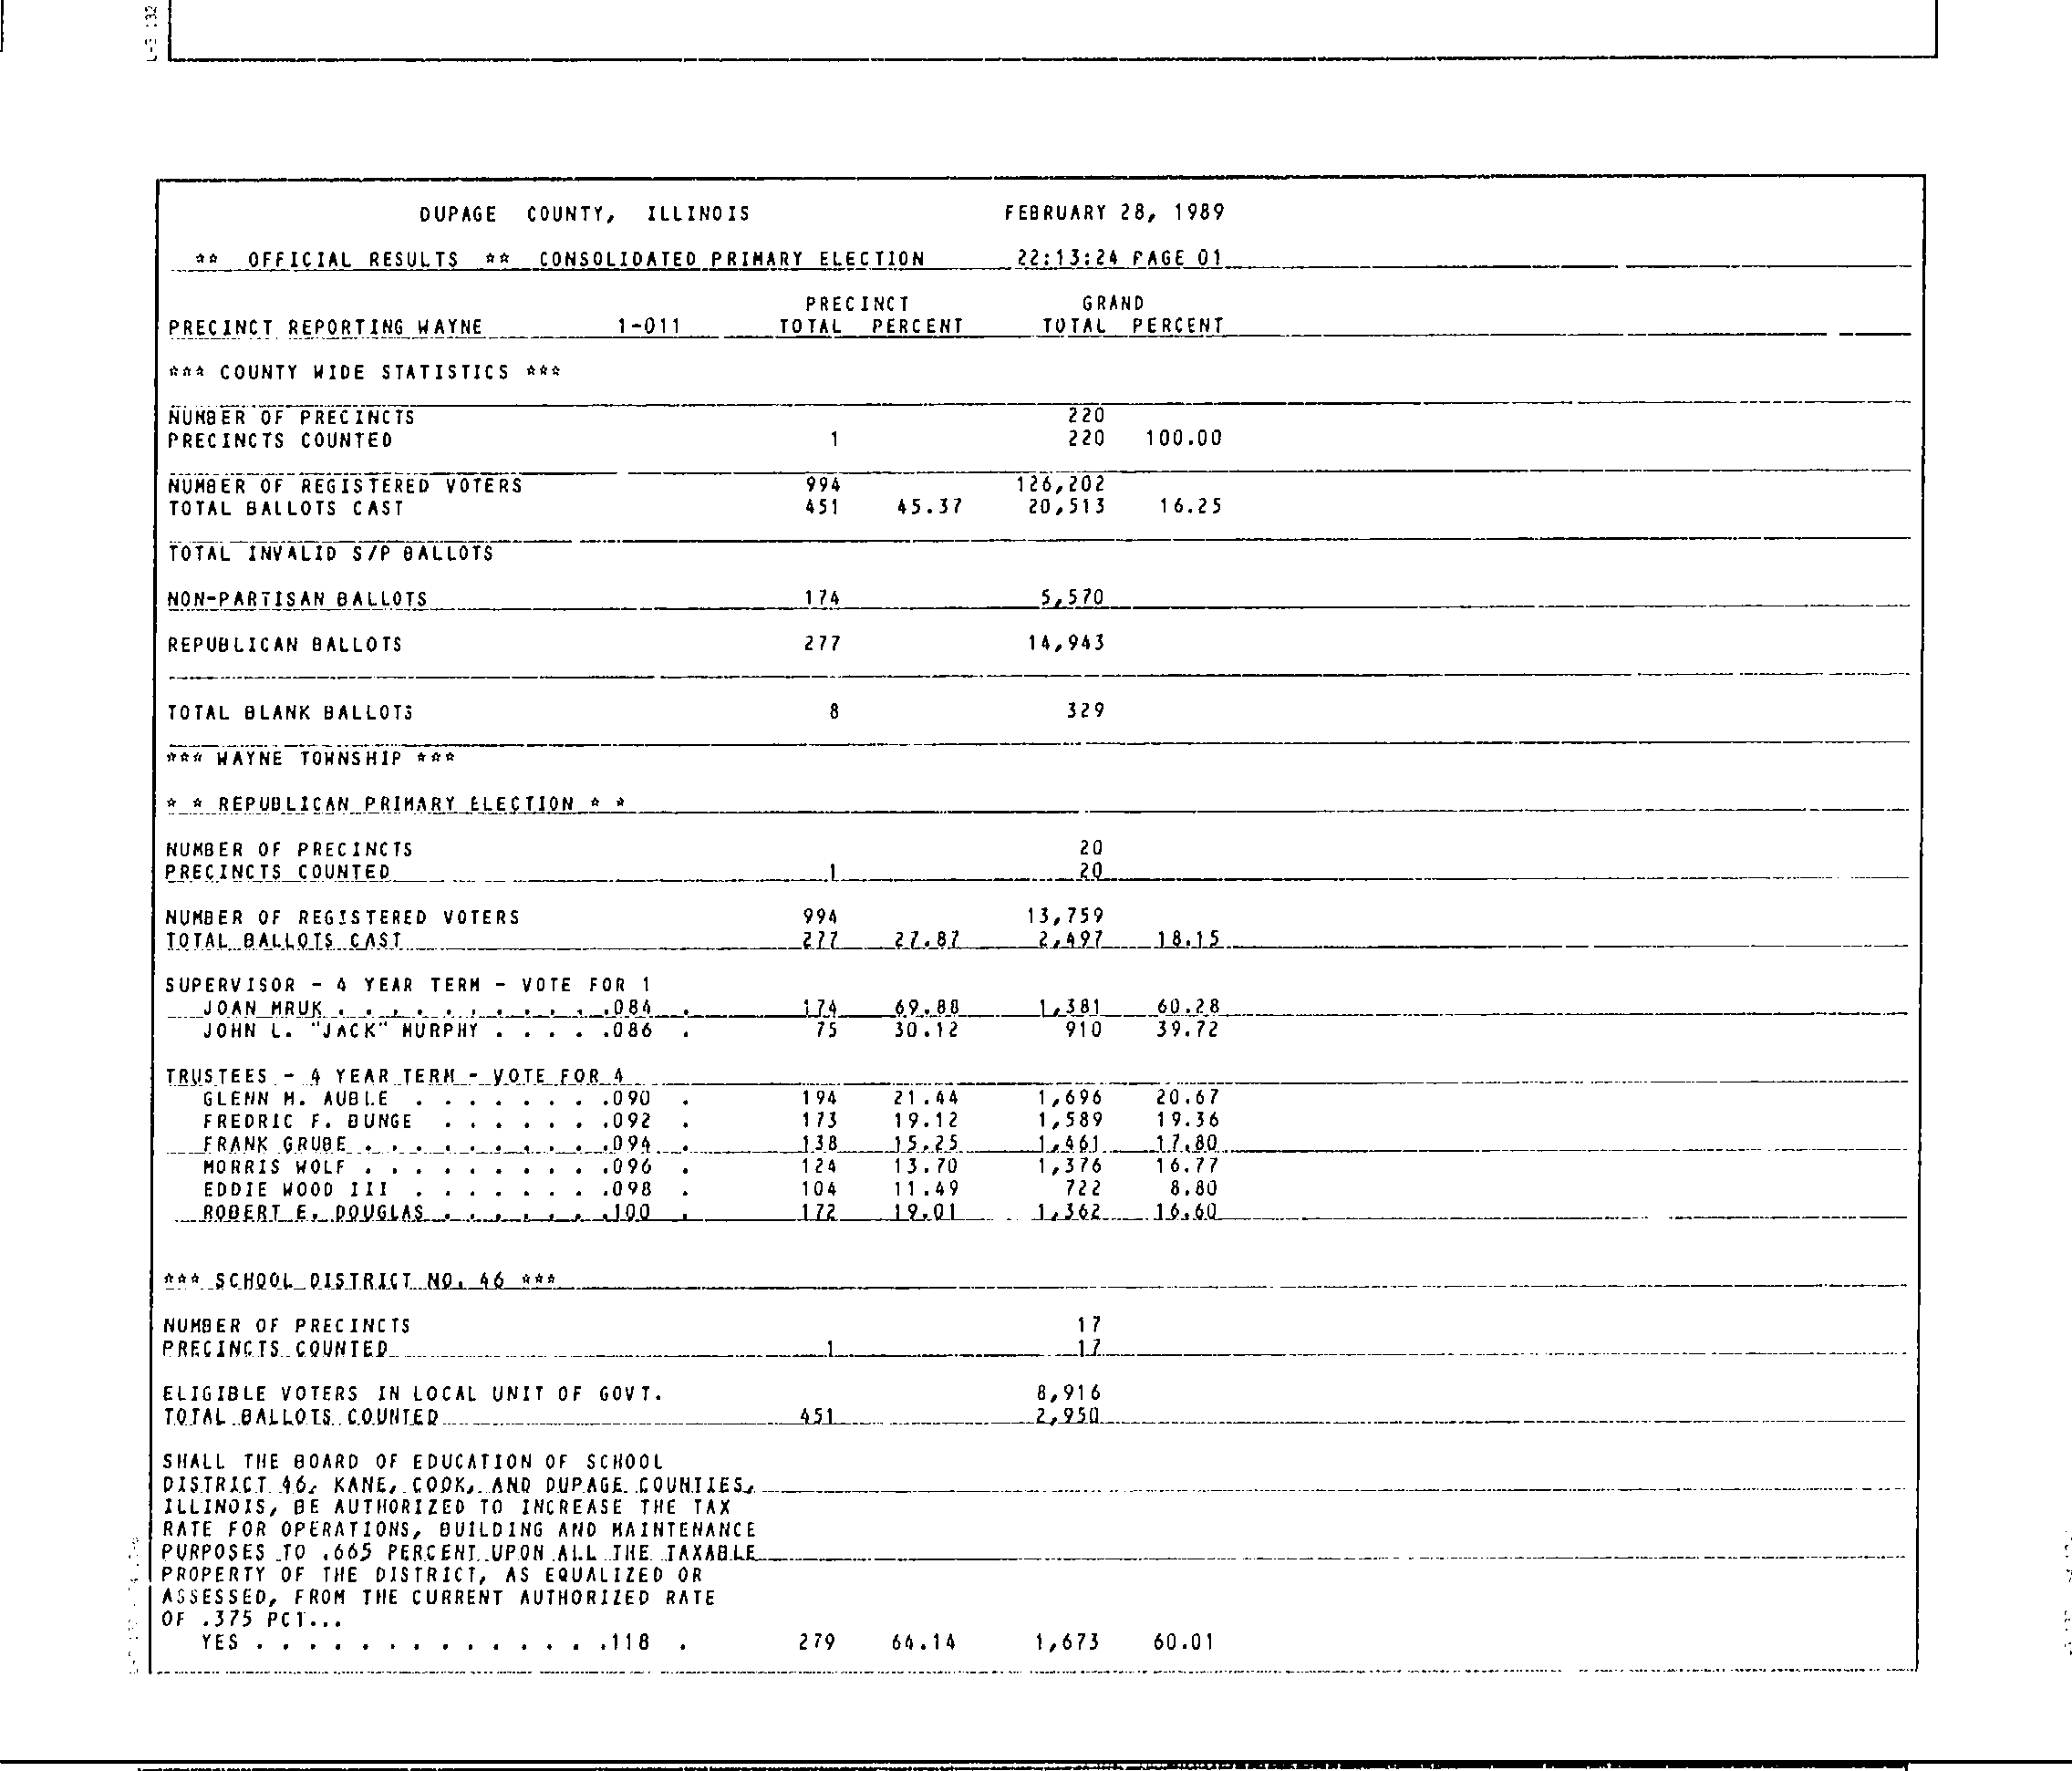 DUPAGE COUNTY, ILLINOIS FEBRUARY 28, 1989
** OFFICIAL RESULTS ** CONSOLIDATED PRIMARY ELECTION 22:13:24 PAGE 01
PRECINCT GRAND
PRECINCT REPORTING WAYNE 1-011 TOTAL PERCENT TOTAL PERCENT
*** COUNTY WIDE STATISTICS ***
NUMBER OF PRECINCTS 220
PRECINCTS COUNTED 1 220 100.00
NUMBER OF REGISTERED VOTERS 994 126,202
TOTAL BALLOTS CAST 451 45.37 20,513 16.25
TOTAL INVALID S/P BALLOTS
NON-PARTISAN BALLOTS 174 5,570
REPUBLICAN BALLOTS 277 14,943
TOTAL BLANK BALLOTS 8 329
*** WAYNE TOWNSHIP ***
* * REPUBLICAN PRIMARY ELECTION * *
NUMBER OF PRECINCTS 20
PRECINCTS COUNTED 1 20
NUMBER OF REGISTERED VOTERS 994 13,759
TOTAL BALLOTS CAST 277 27.87 2,497 18.15
SUPERVISOR - 4 YEAR TERM - VOTE FOR 1
JOAN MRUK . . . . . . . . . . .084 . 174 69.88 1,381 60.28
JOHN L. "JACK" MURPHY . . . . .086 . 75 30.12 910 39.72
TRUSTEES - 4 YEAR TERM - VOTE FOR 4
GLENN M. AUBLE . . . . . . . .090 . 194 21.44 1,696 20.67
FREDRIC F. BUNGE . . . . . . .092 . 173 19.12 1,589 19.36
FRANK GRUBE . . . . . . . . . .094 . 138 15.25 1,461 17.80
MORRIS WOLF . . . . . . . . . .096 . 124 13.70 1,376 16.77
EDDIE WOOD III . . . . . . . .098 . 104 11.49 722 8.80
ROBERT E. DOUGLAS . . . . . . .100 . 172 19.01 1,362 16.60
*** SCHOOL DISTRICT NO. 46 ***
NUMBER OF PRECINCTS 17
PRECINCTS COUNTED 1 17
ELIGIBLE VOTERS IN LOCAL UNIT OF GOVT. 8,916
TOTAL BALLOTS COUNTED 451 2,950
SHALL THE BOARD OF EDUCATION OF SCHOOL
DISTRICT 46, KANE, COOK, AND DUPAGE COUNTIES,
ILLINOIS, BE AUTHORIZED TO INCREASE THE TAX
RATE FOR OPERATIONS, BUILDING AND MAINTENANCE
PURPOSES TO .665 PERCENT UPON ALL THE TAXABLE
PROPERTY OF THE DISTRICT, AS EQUALIZED OR
ASSESSED, FROM THE CURRENT AUTHORIZED RATE
OF .375 PCT...
YES . . . . . . . . . . . . . .118 . 279 64.14 1,673 60.01